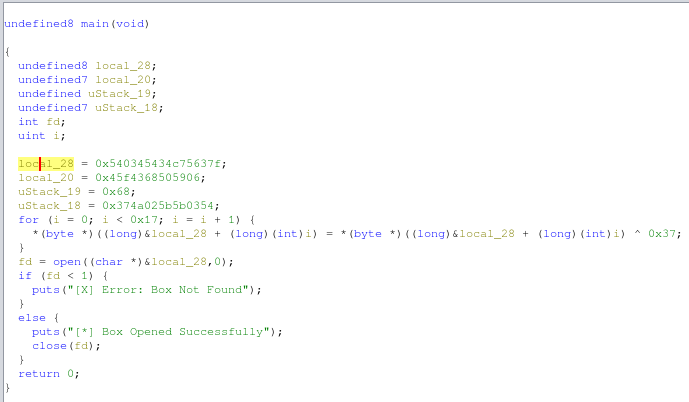 undefined8 main(void)
{
undefined8 local_28;
undefined7 local_20;
undefined uStack_19;
undefined7 uStack_18;
int fd;
uint i;
local_28 = 0x540345434c75637f;
local_20 = 0x45f4368505906;
uStack_19 = 0x68;
uStack_18 = 0x374a025b5b0354;
for (i = 0; i < 0x17; i = i + 1) {
*(byte *)((long)&local_28 + (long)(int)i) = *(byte *)((long)&local_28 + (long)(int)i) ^ 0x37;
}
fd = open((char *)&local_28,0);
if (fd < 1) {
puts("[X] Error: Box Not Found");
}
else {
puts("[*] Box Opened Successfully");
close(fd);
}
return 0;
}